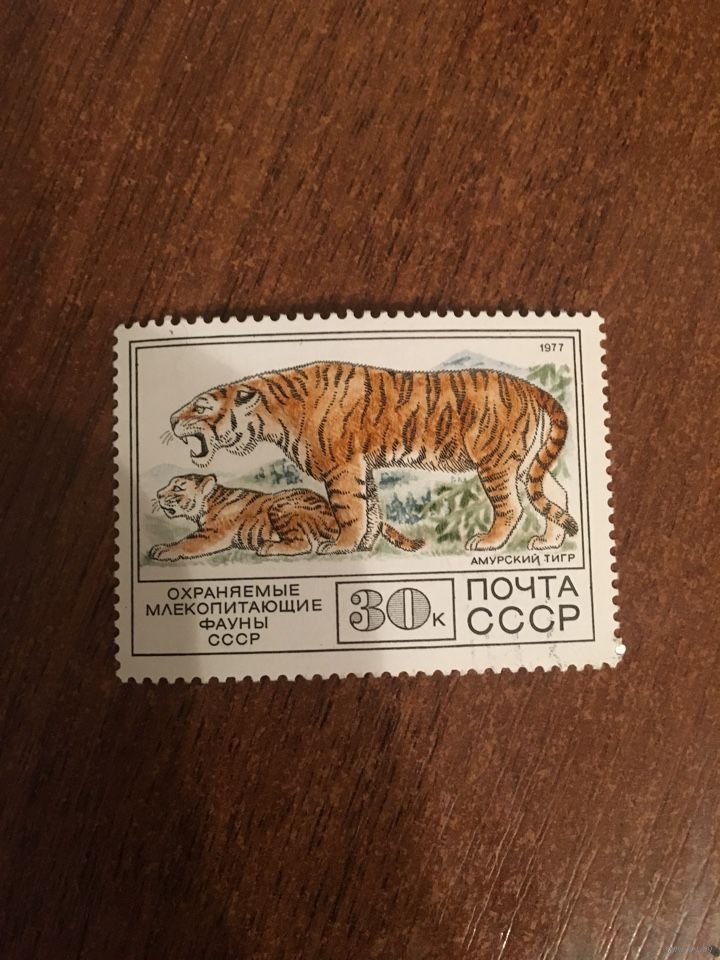 1977
АМУРСКИЙ ТИГР
ОХРАНЯЕМЫЕ
МЛЕКОПИТАЮЩИЕ
ФАУНЫ
СССР
30к
ПОЧТА
СССР